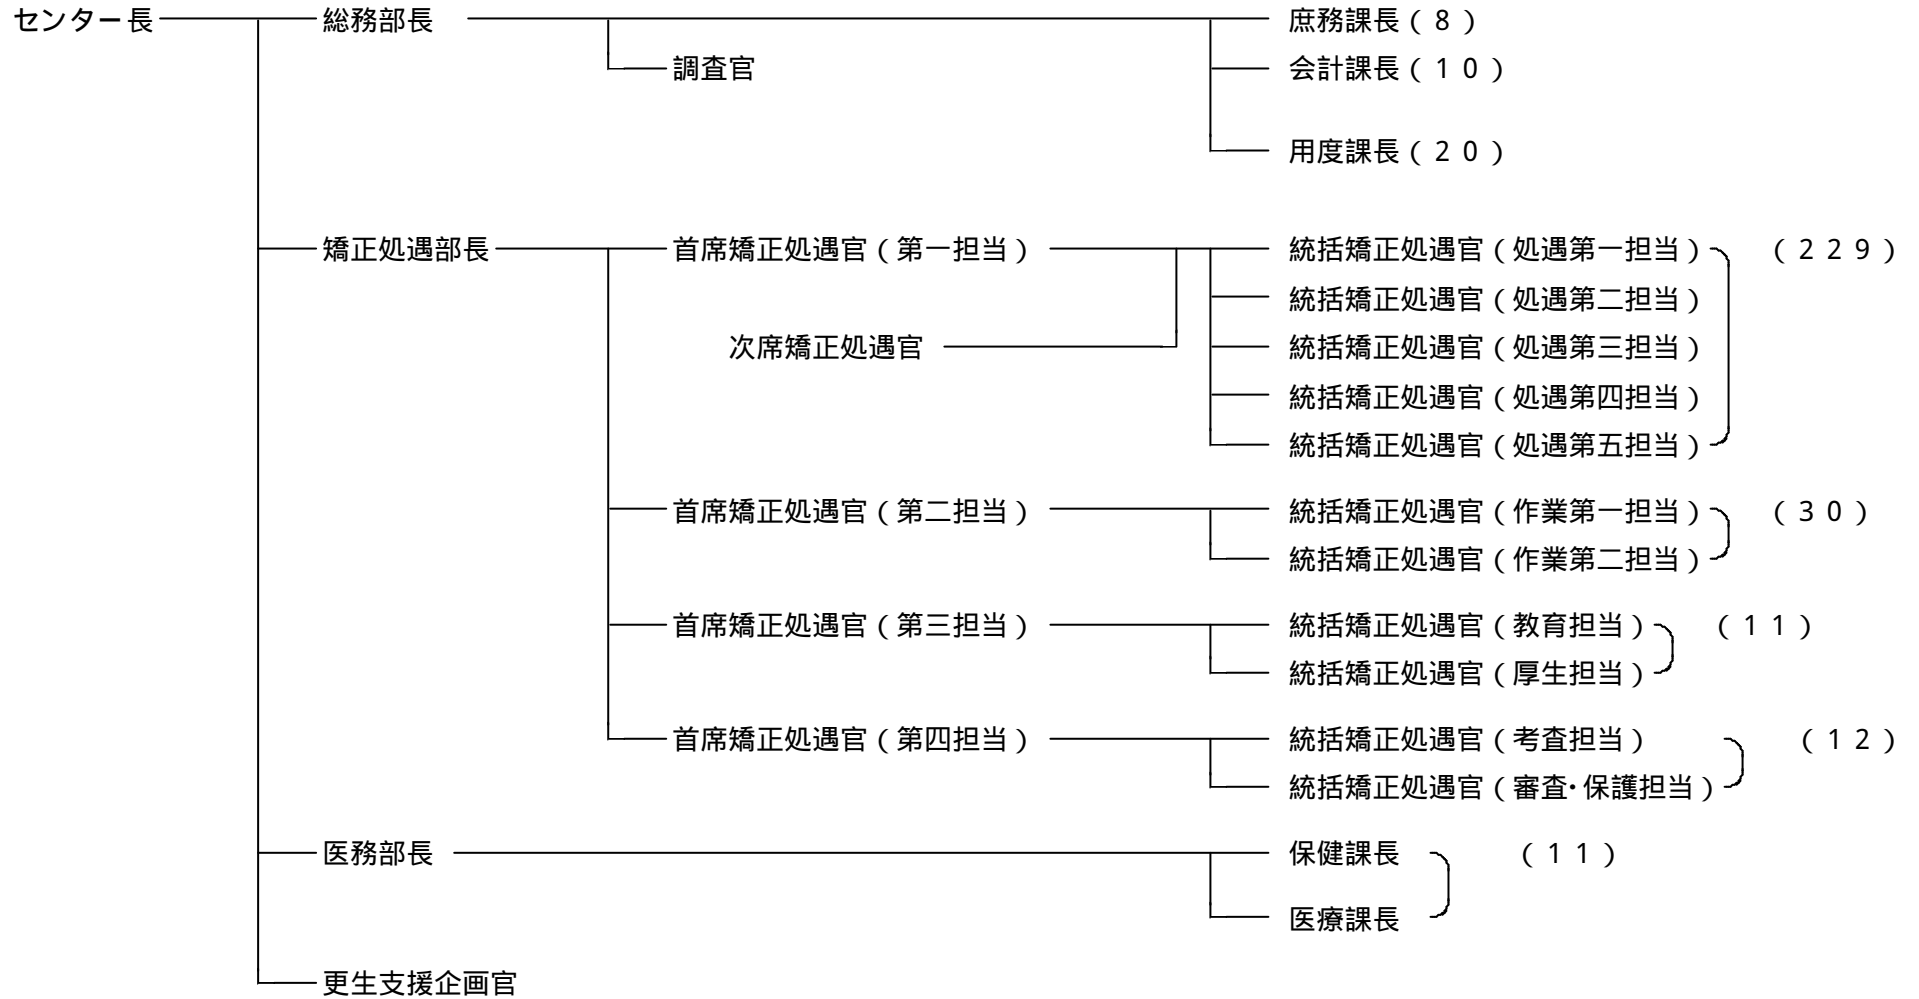 センター長 総務部長 庶務課長(8)
調査官 会計課長(10)
用度課長(20)
矯正処遇部長 首席矯正処遇官(第一担当) 統括矯正処遇官(処遇第一担当) (229)
統括矯正処遇官(処遇第二担当)
次席矯正処遇官 統括矯正処遇官(処遇第三担当)
統括矯正処遇官(処遇第四担当)
統括矯正処遇官(処遇第五担当)
首席矯正処遇官(第二担当) 統括矯正処遇官(作業第一担当) (30)
統括矯正処遇官(作業第二担当)
首席矯正処遇官(第三担当) 統括矯正処遇官(教育担当) (11)
統括矯正処遇官(厚生担当)
首席矯正処遇官(第四担当) 統括矯正処遇官(考査担当) (12)
統括矯正処遇官(審査・保護担当)
医務部長 保健課長 (11)
医療課長
更生支援企画官